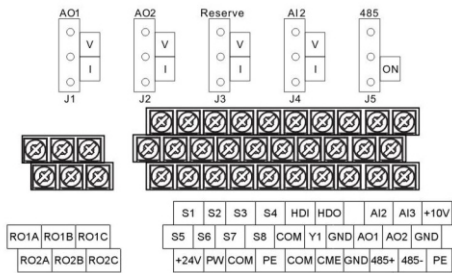 AO1 AO2 Reserve AI2 485
V V V V
I I I I ON
J1 J2 J3 J4 J5
S1 S2 S3 S4 HDI HDO AI2 AI3 +10V
RO1A RO1B RO1C S5 S6 S7 S8 COM Y1 GND AO1 AO2 GND
RO2A RO2B RO2C +24V PW COM PE COM CME GND 485+ 485- PE